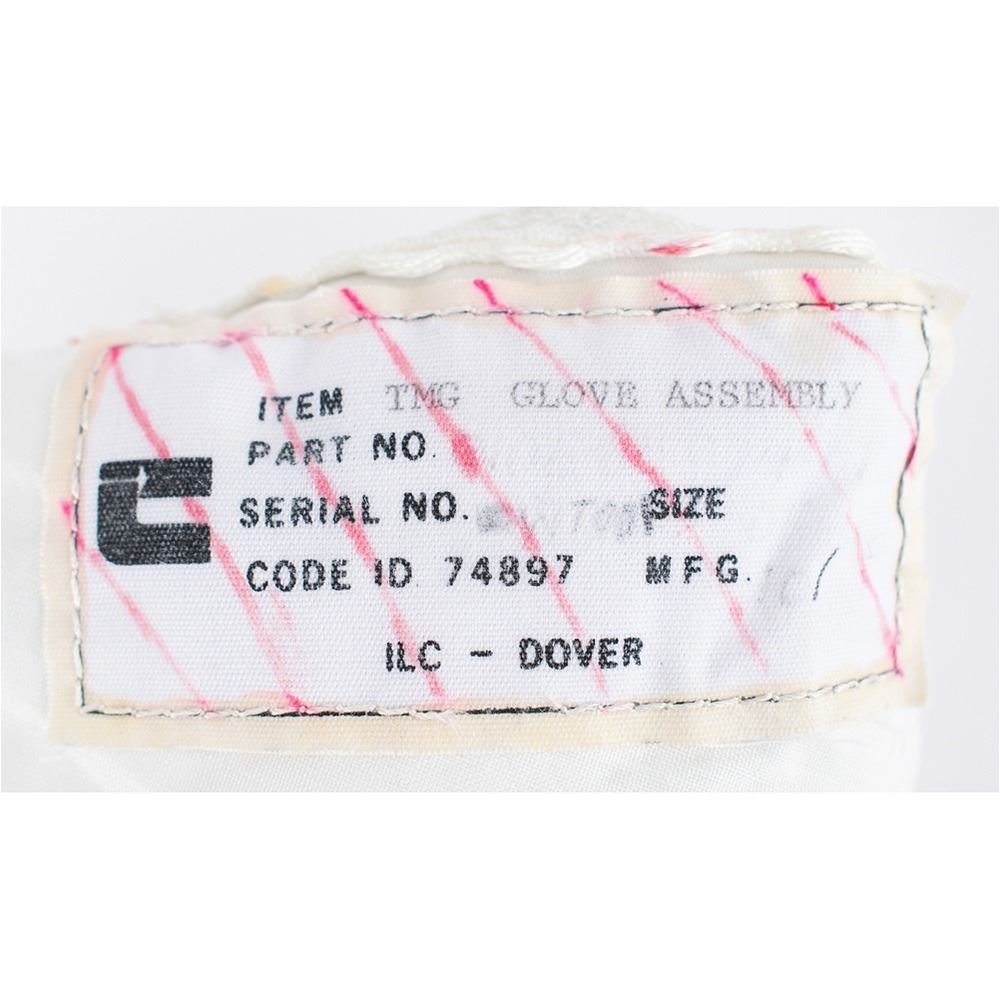 ITEM TMG GLOVE ASSEMBLY
PART NO.
SERIAL NO. SIZE
CODE ID 74897 MFG.
ILC - DOVER